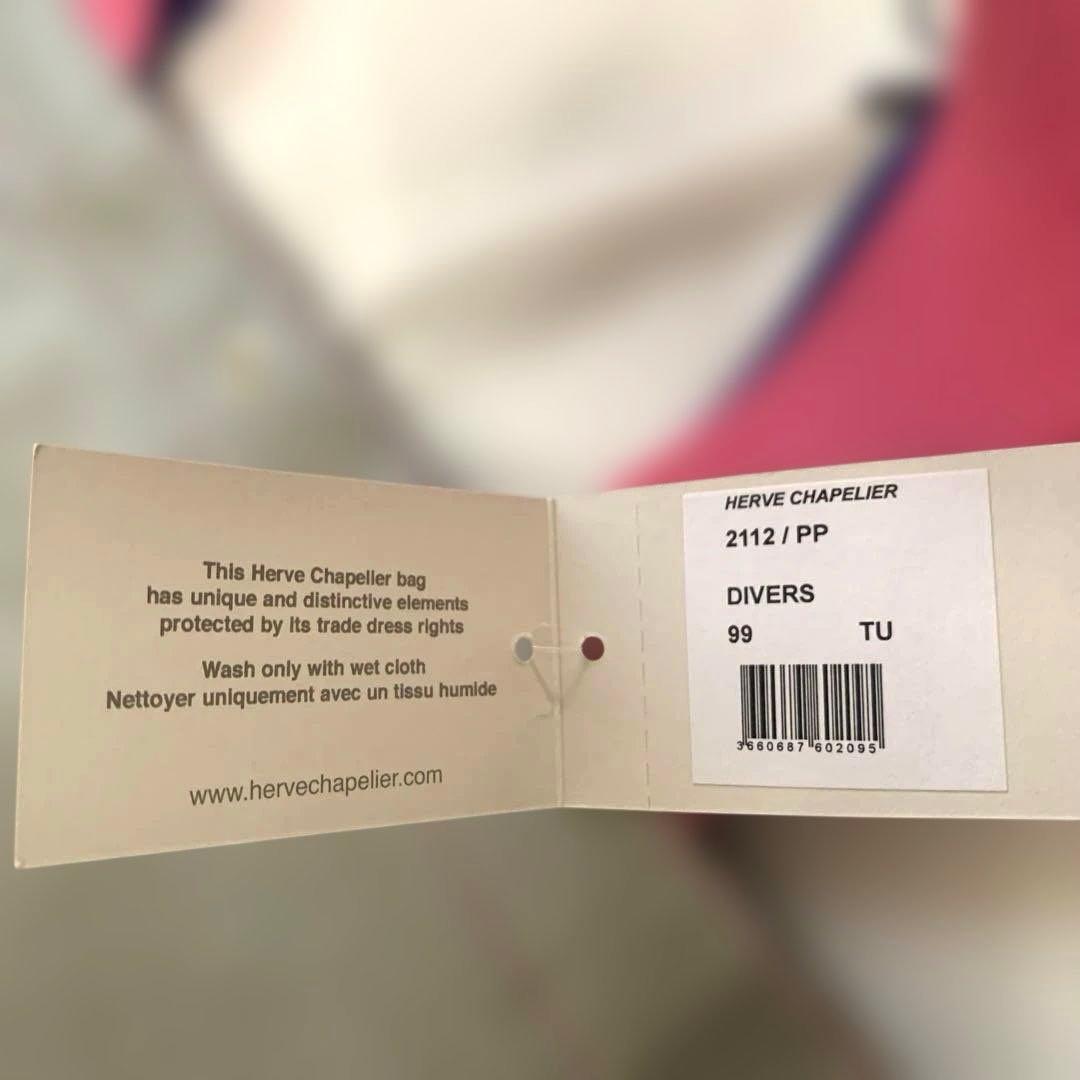 This Herve Chapelier bag
has unique and distinctive elements
protected by its trade dress rights
Wash only with wet cloth
Nettoyer uniquement avec un tissu humide
www.hervechapelier.com
HERVE CHAPELIER
2112 / PP
DIVERS
99 TU
3660687602095